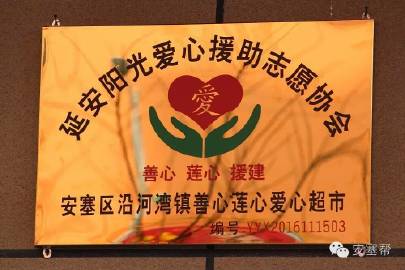 延安阳光爱心援助志愿协会
愛
善心 莲心 援建
安塞区沿河湾镇善心莲心爱心超市
编号 YYX2016111503
安塞帮